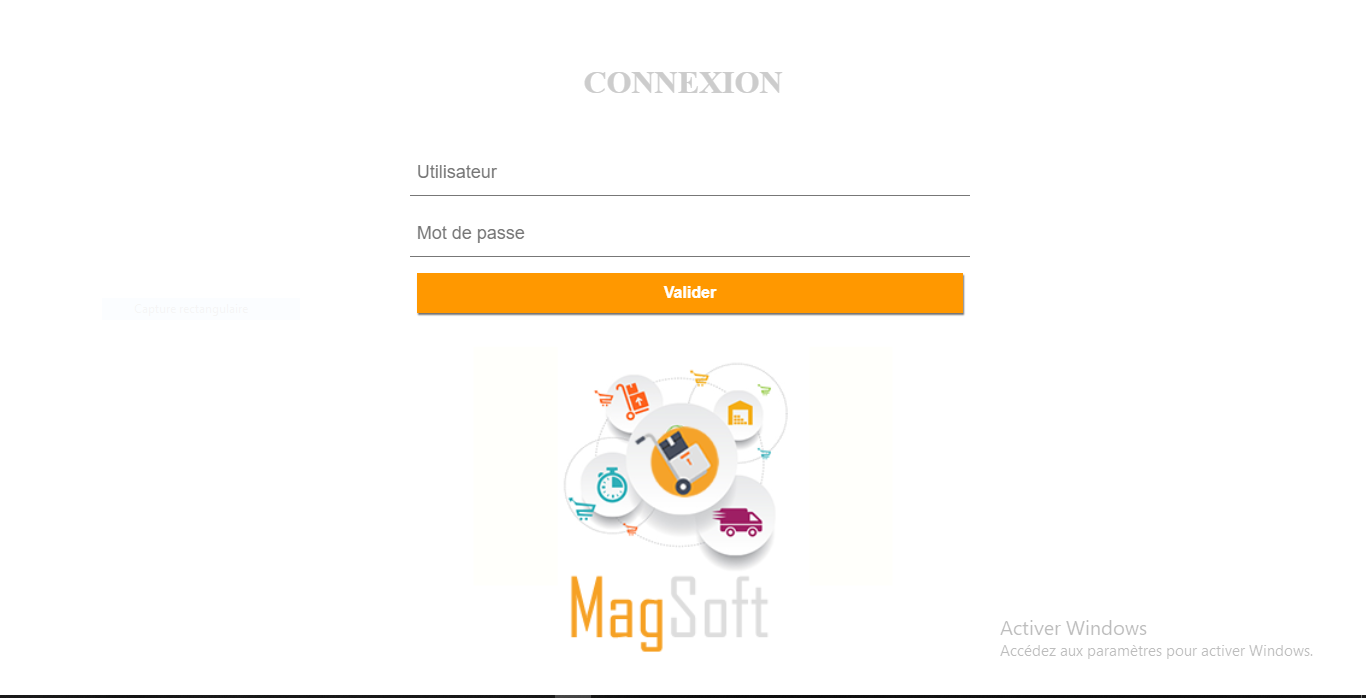 CONNEXION
Utilisateur
Mot de passe
Valider
Capture rectangulaire
MagSoft
Activer Windows
Accédez aux paramètres pour activer Windows.